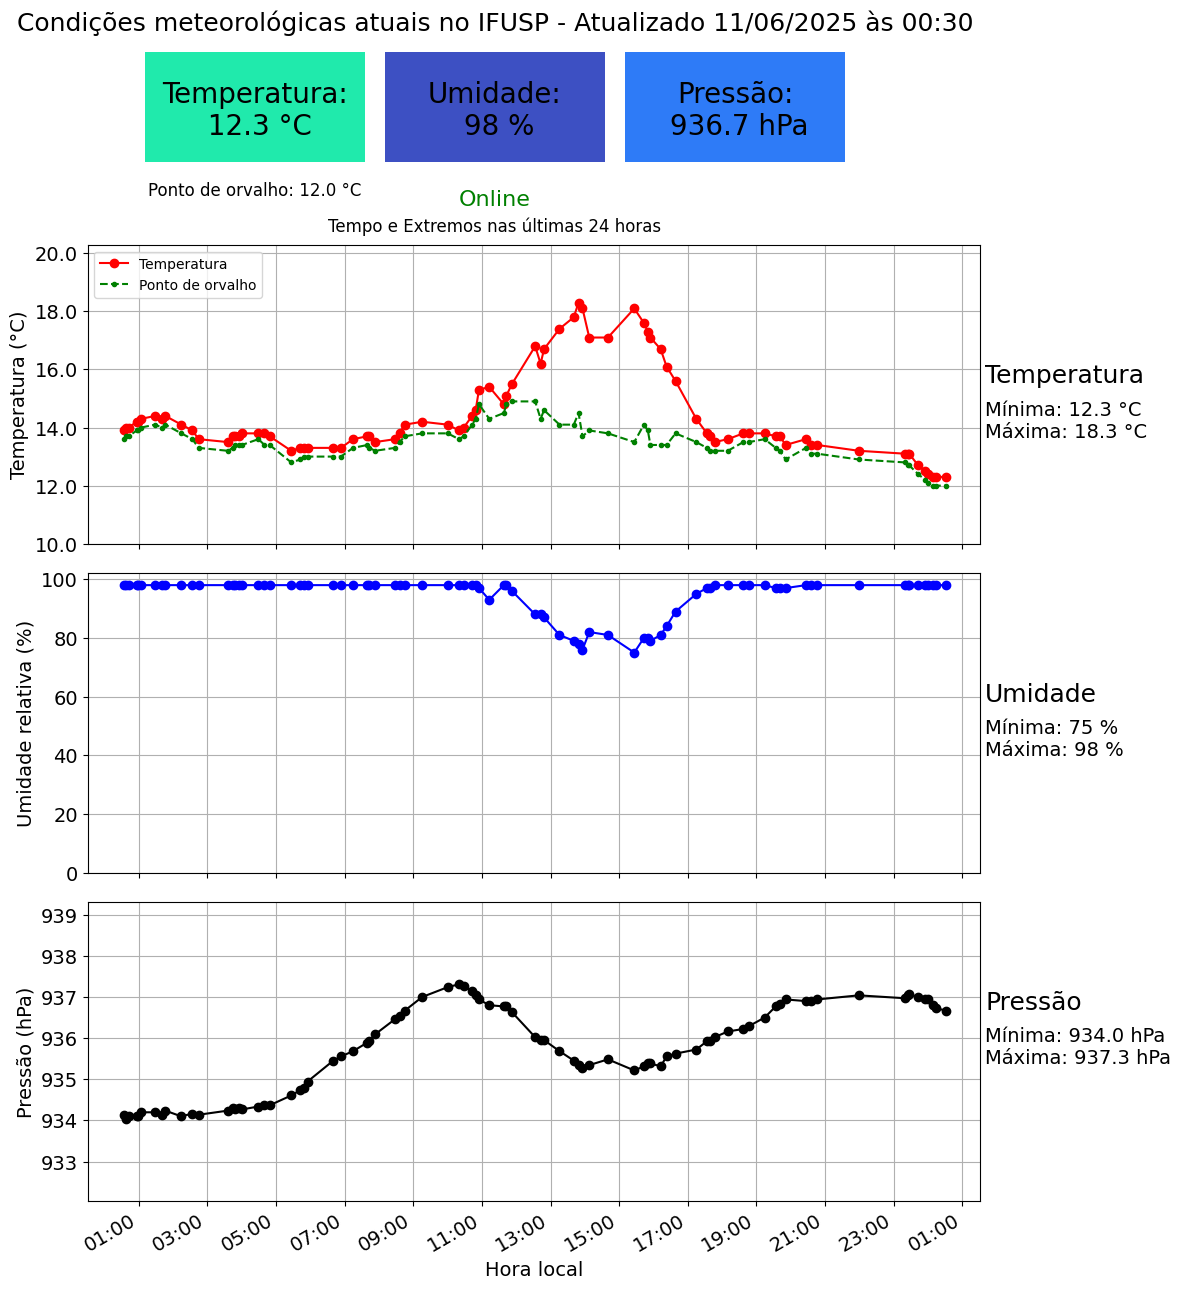 Condições meteorológicas atuais no IFUSP - Atualizado 11/06/2025 às 00:30
Temperatura:
12.3 °C
Umidade:
98 %
Pressão:
936.7 hPa
Ponto de orvalho: 12.0 °C
Online
Tempo e Extremos nas últimas 24 horas
Temperatura (°C)
20.0
18.0
16.0
14.0
12.0
10.0
Temperatura
Ponto de orvalho
Temperatura
Mínima: 12.3 °C
Máxima: 18.3 °C
Umidade relativa (%)
100
80
60
40
20
0
Umidade
Mínima: 75 %
Máxima: 98 %
Pressão (hPa)
939
938
937
936
935
934
933
Pressão
Mínima: 934.0 hPa
Máxima: 937.3 hPa
01:00
03:00
05:00
07:00
09:00
11:00
13:00
15:00
17:00
19:00
21:00
23:00
01:00
Hora local